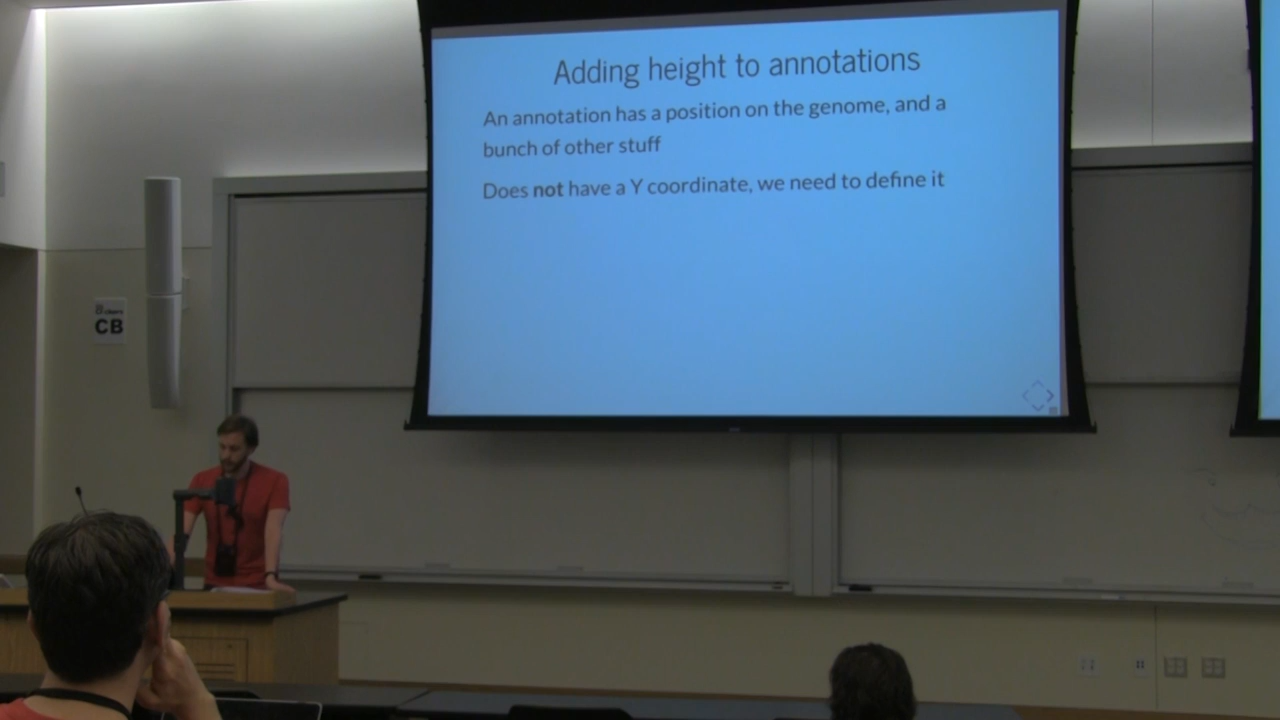 Adding height to annotations
An annotation has a position on the genome, and a
bunch of other stuff
Does not have a Y coordinate, we need to define it
CB